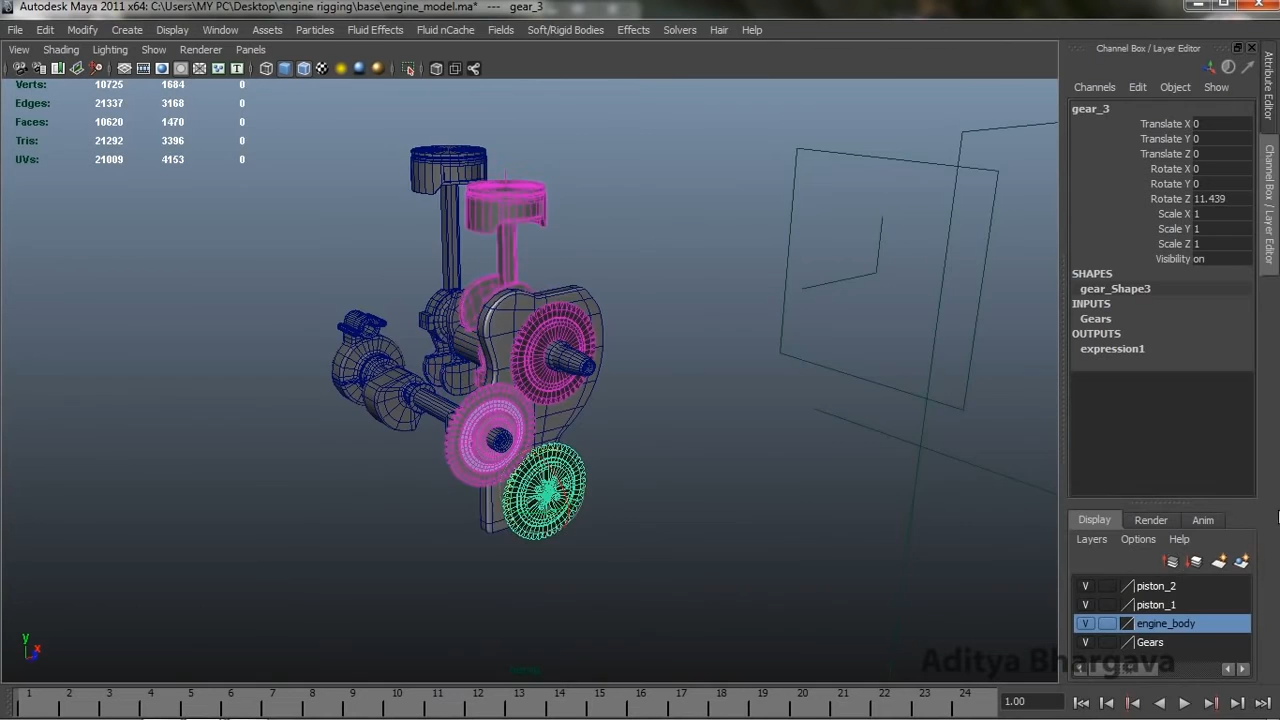 Autodesk Maya 2011 x64: C:\Users\MY PC\Desktop\engine rigging\base\engine_model.ma* --- gear_3
File Edit Modify Create Display Window Assets Particles Fluid Effects Fluid nCache Fields Soft/Rigid Bodies Effects Solvers Hair Help
View Shading Lighting Show Renderer Panels
Channel Box / Layer Editor
Channels Edit Object Show
Verts: 10725 1684 0
Edges: 21337 3168 0
Faces: 10620 1470 0
Tris: 21292 3396 0
UVs: 21009 4153 0
gear_3
Translate X 0
Translate Y 0
Translate Z 0
Rotate X 0
Rotate Y 0
Rotate Z 11.439
Scale X 1
Scale Y 1
Scale Z 1
Visibility on
SHAPES
gear_Shape3
INPUTS
Gears
OUTPUTS
expression1
Attribute Editor
Channel Box / Layer Editor
Display Render Anim
Layers Options Help
V piston_2
V piston_1
V engine_body
V Gears
y
x
Aditya Bhargava
1 2 3 4 5 6 7 8 9 10 11 12 13 14 15 16 17 18 19 20 21 22 23 24 1.00